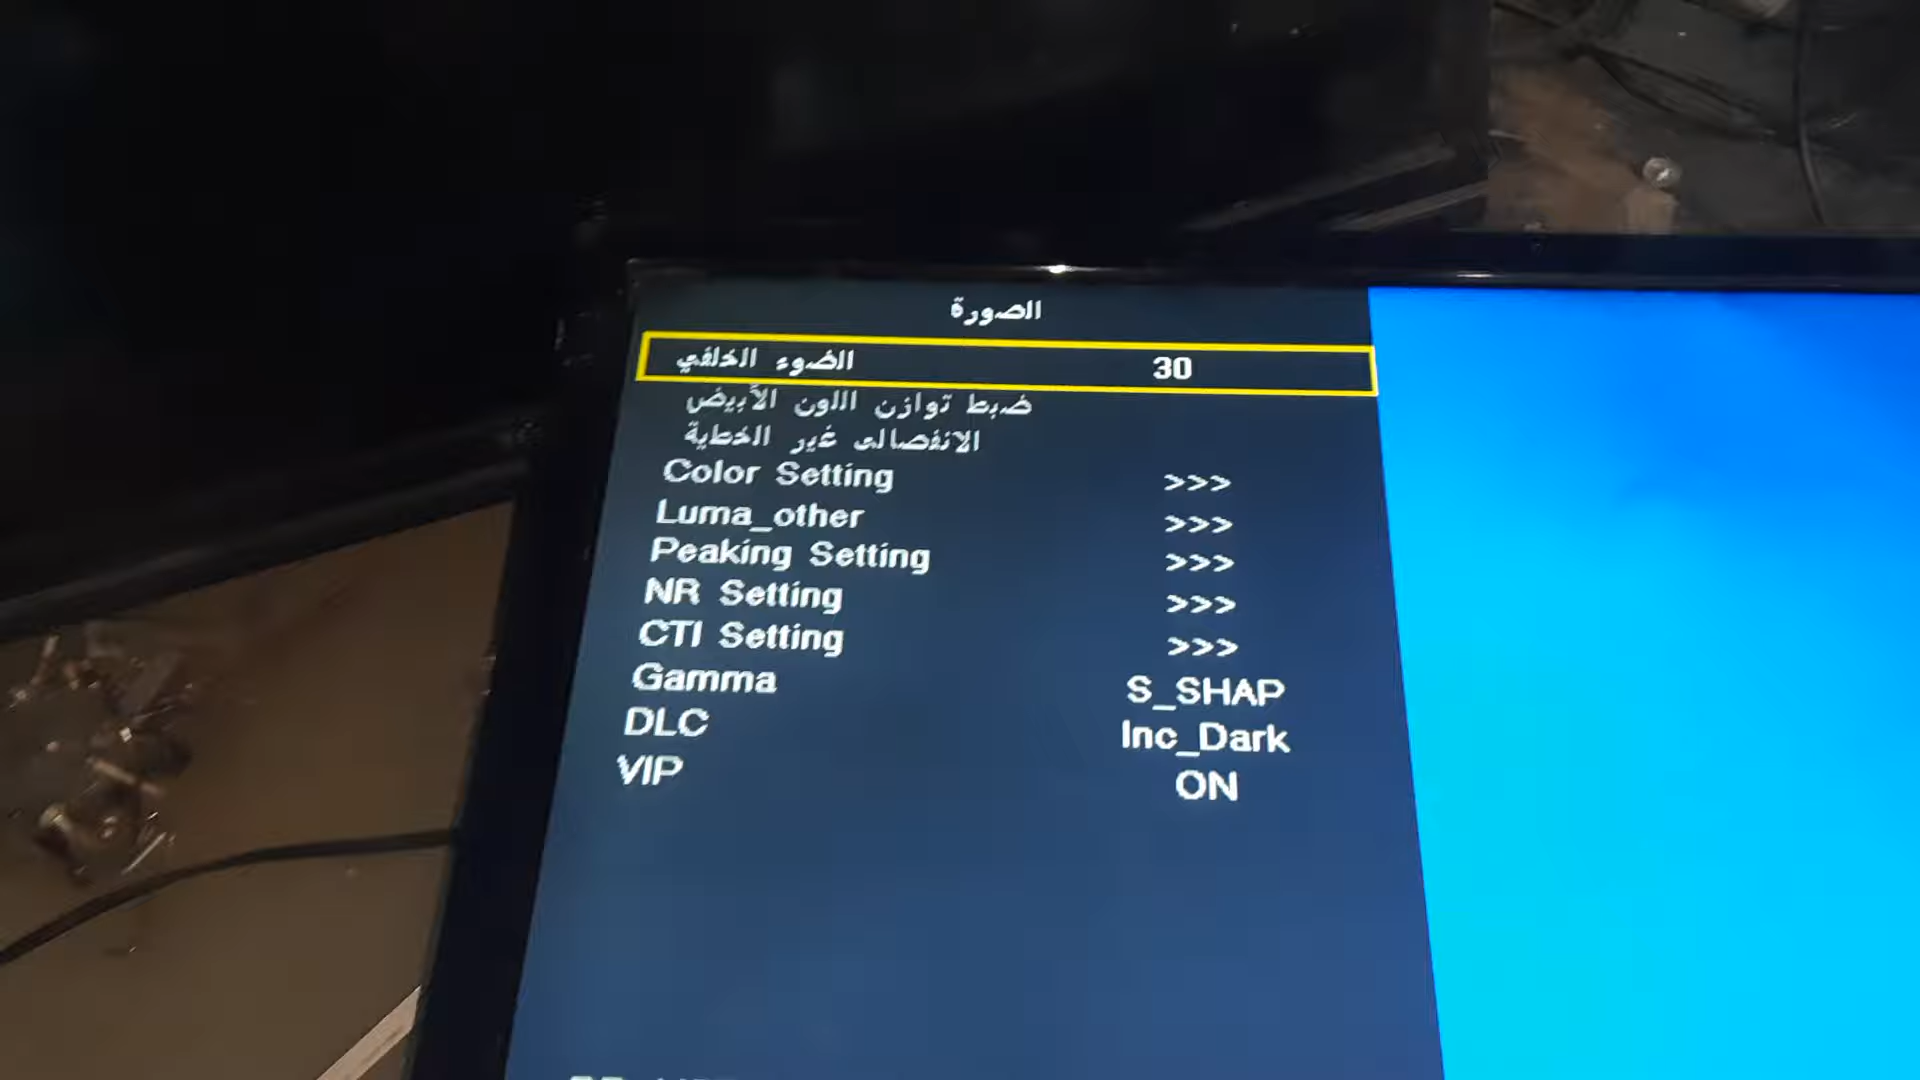 الصورة
الضوء الخلفي 30
ضبط توازن اللون الأبيض
الانفصالى غير الخطية
Color Setting >>>
Luma_other >>>
Peaking Setting >>>
NR Setting >>>
CTI Setting >>>
Gamma S_SHAP
DLC Inc_Dark
VIP ON